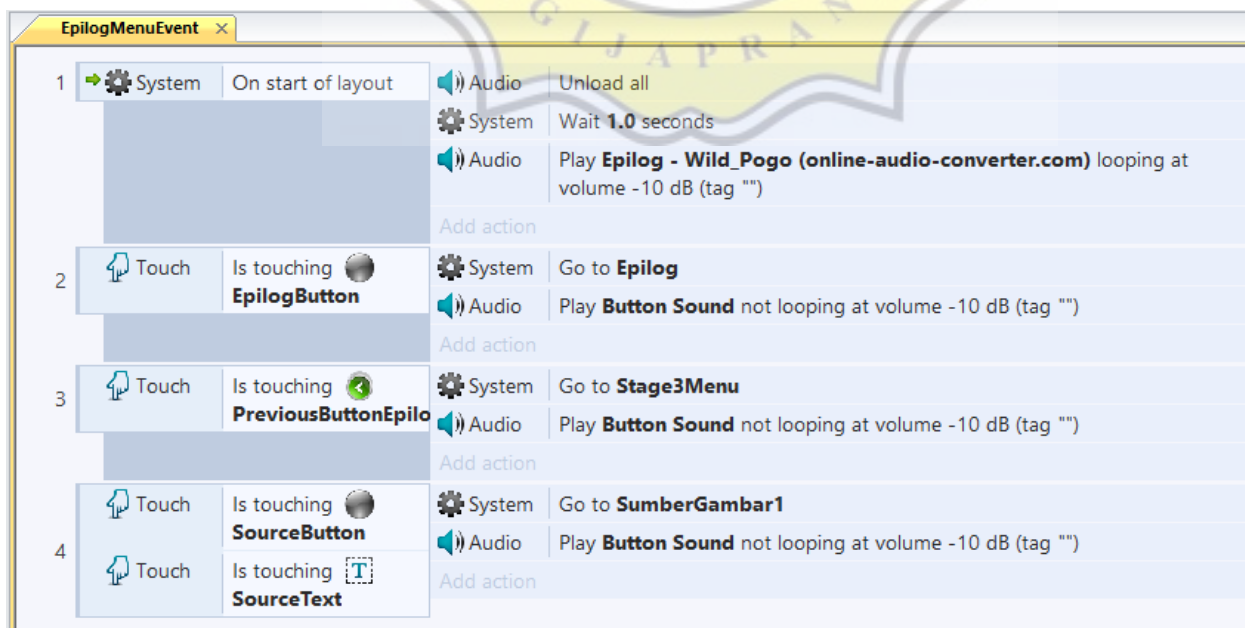 EpilogMenuEvent
GIJAPRAN
1 System On start of layout Audio Unload all
System Wait 1.0 seconds
Audio Play Epilog - Wild_Pogo (online-audio-converter.com) looping at
volume -10 dB (tag "")
Add action
2 Touch Is touching System Go to Epilog
EpilogButton Audio Play Button Sound not looping at volume -10 dB (tag "")
Add action
3 Touch Is touching System Go to Stage3Menu
PreviousButtonEpilo Audio Play Button Sound not looping at volume -10 dB (tag "")
Add action
4 Touch Is touching System Go to SumberGambar1
SourceButton Audio Play Button Sound not looping at volume -10 dB (tag "")
Touch Is touching T Add action
SourceText